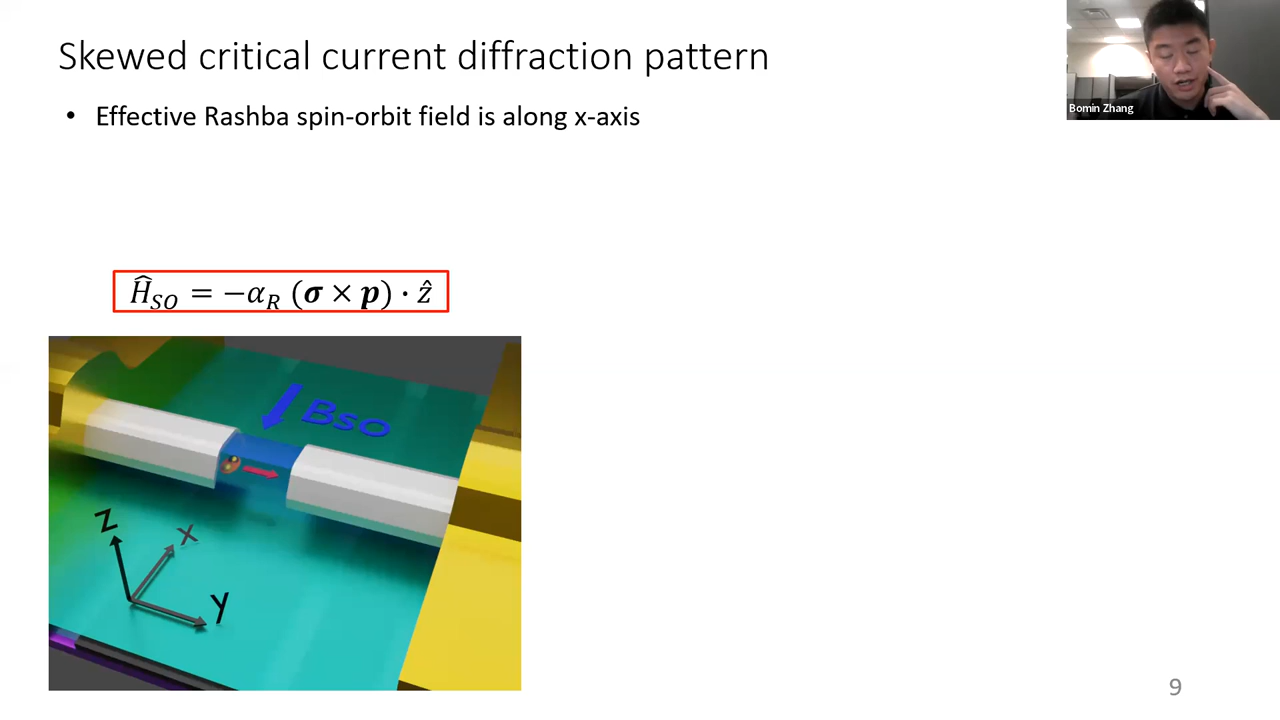 Skewed critical current diffraction pattern
Bomin Zhang
• Effective Rashba spin-orbit field is along x-axis
Ĥ_SO = −α_R (σ × p) · ẑ
Bso
z
x
y
9